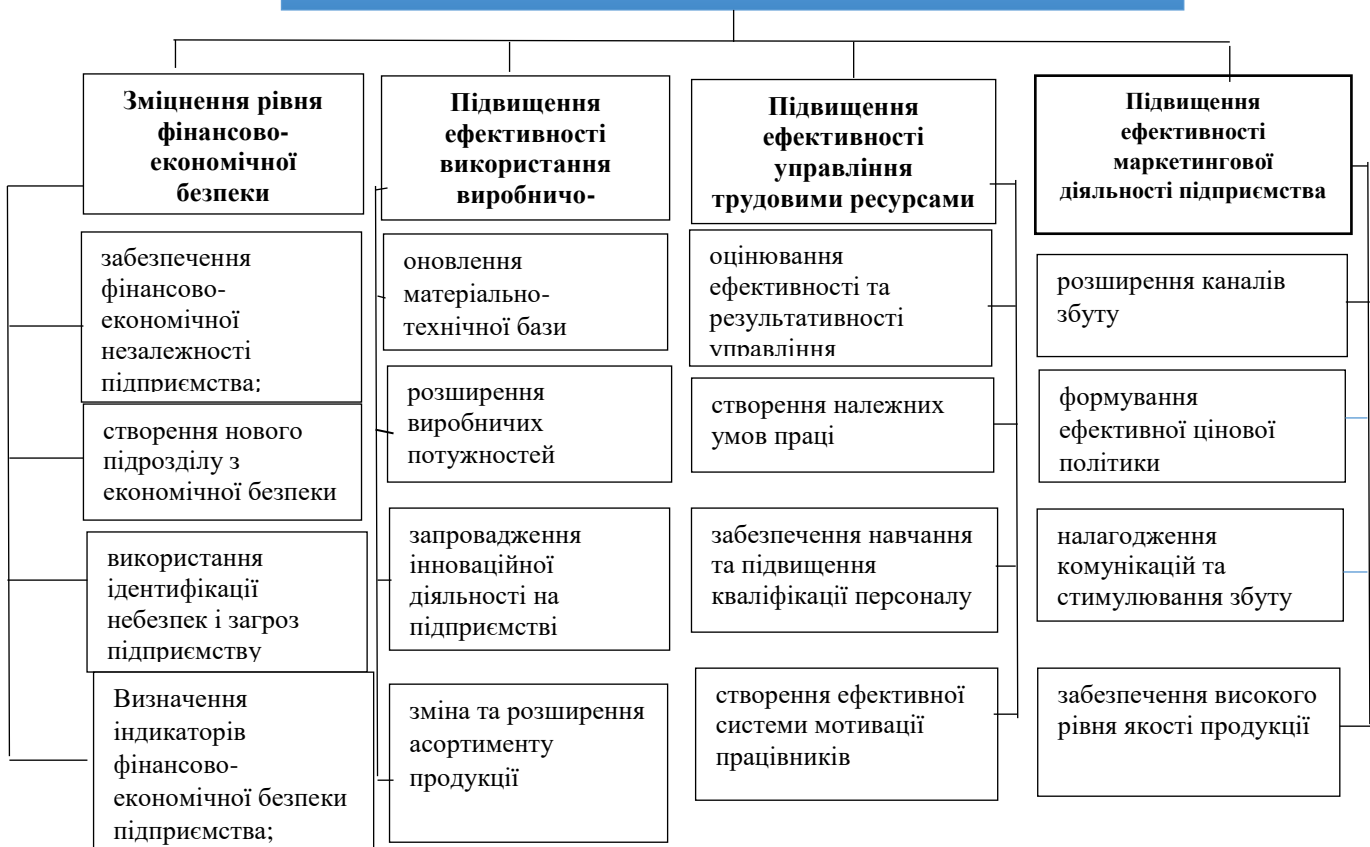 Зміцнення рівня
фінансово-
економічної
безпеки
забезпечення
фінансово-
економічної
незалежності
підприємства;
створення нового
підрозділу з
економічної безпеки
використання
ідентифікації
небезпек і загроз
підприємству
Визначення
індикаторів
фінансово-
економічної безпеки
підприємства;
Підвищення
ефективності
використання
виробничо-
оновлення
матеріально-
технічної бази
розширення
виробничих
потужностей
запровадження
інноваційної
діяльності на
підприємстві
зміна та розширення
асортименту
продукції
Підвищення
ефективності
управління
трудовими ресурсами
оцінювання
ефективності та
результативності
управління
створення належних
умов праці
забезпечення навчання
та підвищення
кваліфікації персоналу
створення ефективної
системи мотивації
працівників
Підвищення
ефективності
маркетингової
діяльності підприємства
розширення каналів
збуту
формування
ефективної цінової
політики
налагодження
комунікацій та
стимулювання збуту
забезпечення високого
рівня якості продукції